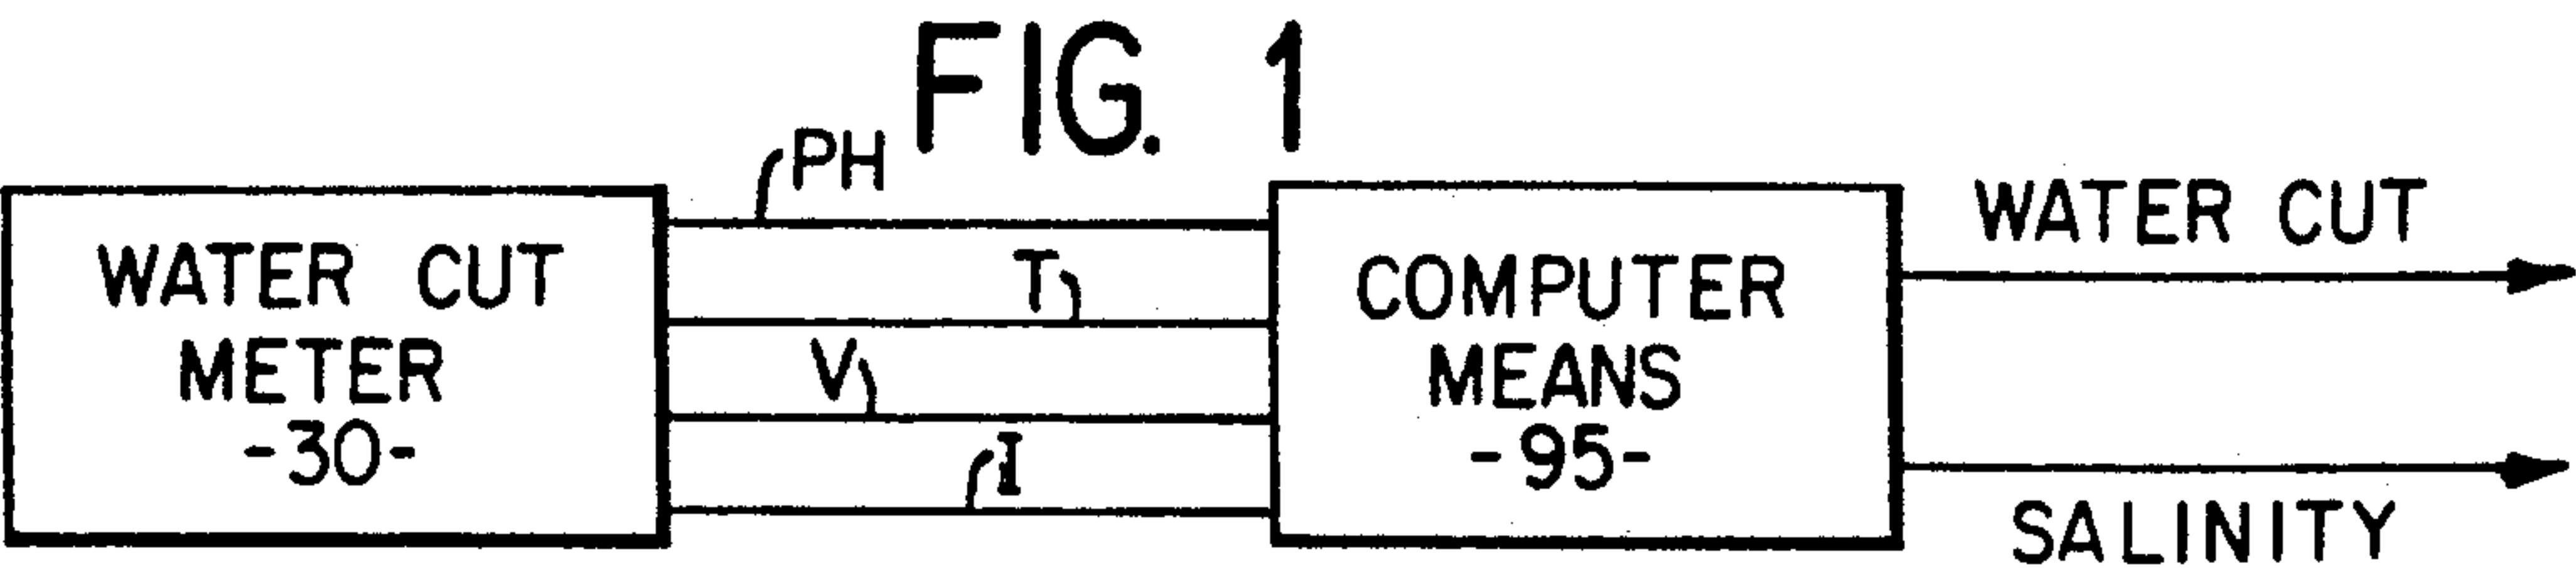 FIG. 1
PH
T
V
I
WATER CUT
METER
-30-
COMPUTER
MEANS
-95-
WATER CUT
SALINITY